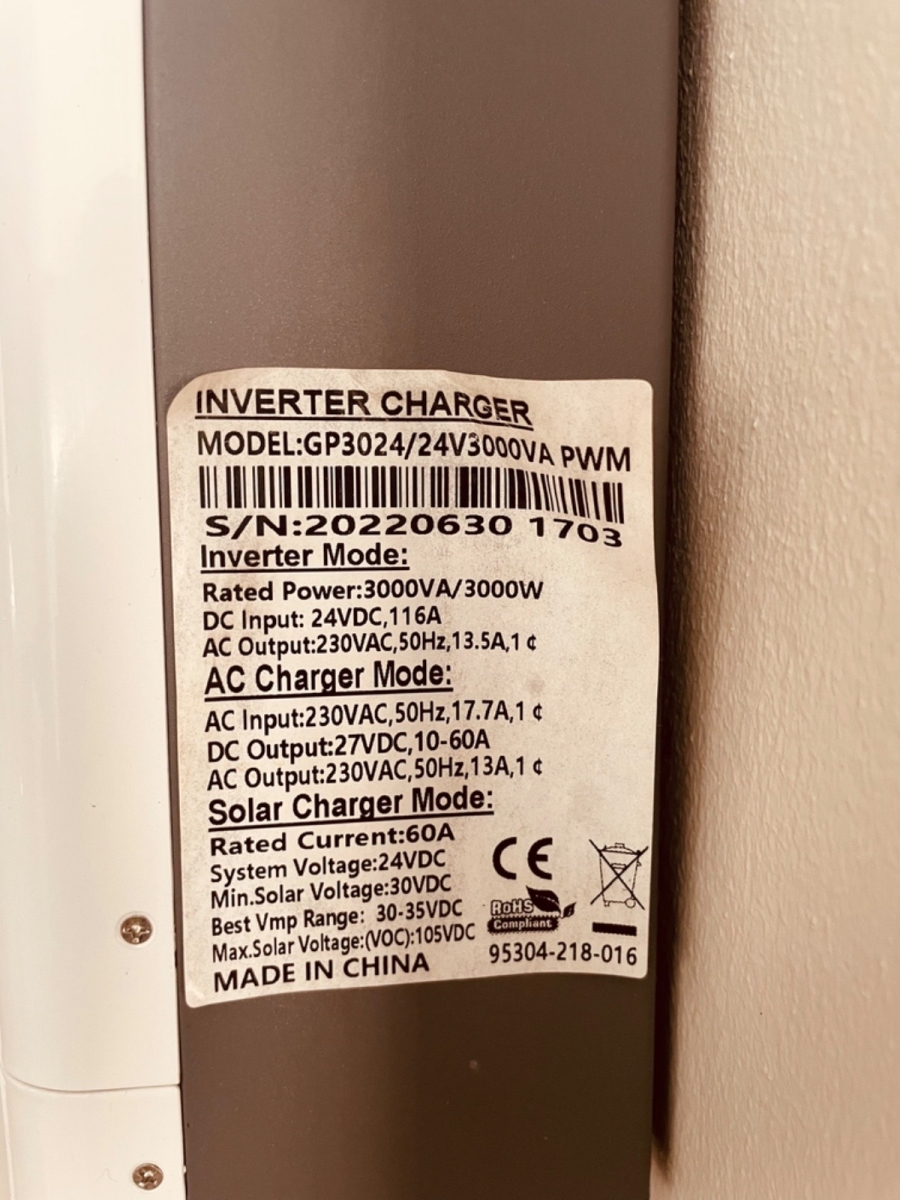 INVERTER CHARGER
MODEL:GP3024/24V3000VA PWM
S/N:20220630 1703
Inverter Mode:
Rated Power:3000VA/3000W
DC Input: 24VDC,116A
AC Output:230VAC,50Hz,13.5A,1 ¢
AC Charger Mode:
AC Input:230VAC,50Hz,17.7A,1 ¢
DC Output:27VDC,10-60A
AC Output:230VAC,50Hz,13A,1 ¢
Solar Charger Mode:
Rated Current:60A
System Voltage:24VDC
Min.Solar Voltage:30VDC
Best Vmp Range: 30-35VDC
Max.Solar Voltage:(VOC):105VDC
MADE IN CHINA
CE
RoHS
Compliant
95304-218-016